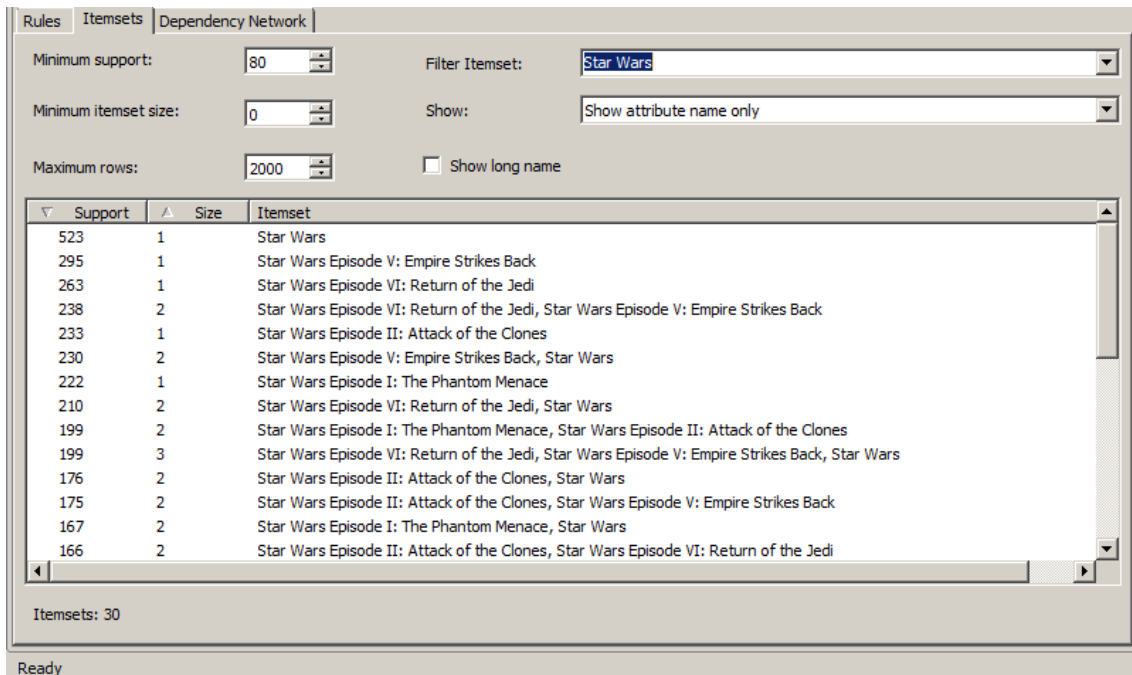 Rules Itemsets Dependency Network
Minimum support: 80 Filter Itemset: Star Wars
Minimum itemset size: 0 Show: Show attribute name only
Maximum rows: 2000 Show long name
Support Size Itemset
523 1 Star Wars
295 1 Star Wars Episode V: Empire Strikes Back
263 1 Star Wars Episode VI: Return of the Jedi
238 2 Star Wars Episode VI: Return of the Jedi, Star Wars Episode V: Empire Strikes Back
233 1 Star Wars Episode II: Attack of the Clones
230 2 Star Wars Episode V: Empire Strikes Back, Star Wars
222 1 Star Wars Episode I: The Phantom Menace
210 2 Star Wars Episode VI: Return of the Jedi, Star Wars
199 2 Star Wars Episode I: The Phantom Menace, Star Wars Episode II: Attack of the Clones
199 3 Star Wars Episode VI: Return of the Jedi, Star Wars Episode V: Empire Strikes Back, Star Wars
176 2 Star Wars Episode II: Attack of the Clones, Star Wars
175 2 Star Wars Episode II: Attack of the Clones, Star Wars Episode V: Empire Strikes Back
167 2 Star Wars Episode I: The Phantom Menace, Star Wars
166 2 Star Wars Episode II: Attack of the Clones, Star Wars Episode VI: Return of the Jedi
Itemsets: 30
Ready